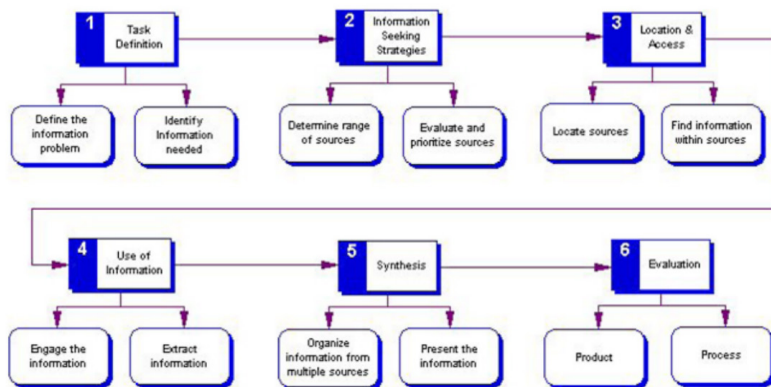 1
Task
Definition
2
Information
Seeking
Strategies
3
Location &
Access
Define the
information
problem
Identify
Information
needed
Determine range
of sources
Evaluate and
prioritize sources
Locate sources
Find information
within sources
4
Use of
Information
5
Synthesis
6
Evaluation
Engage the
information
Extract
information
Organize
information from
multiple sources
Present the
information
Product
Process